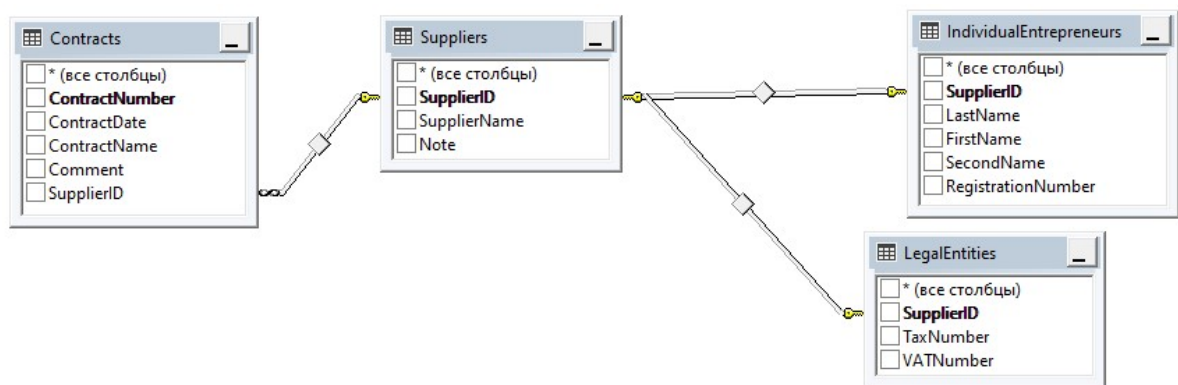 Contracts
* (все столбцы)
ContractNumber
ContractDate
ContractName
Comment
SupplierID
Suppliers
* (все столбцы)
SupplierID
SupplierName
Note
IndividualEntrepreneurs
* (все столбцы)
SupplierID
LastName
FirstName
SecondName
RegistrationNumber
LegalEntities
* (все столбцы)
SupplierID
TaxNumber
VATNumber